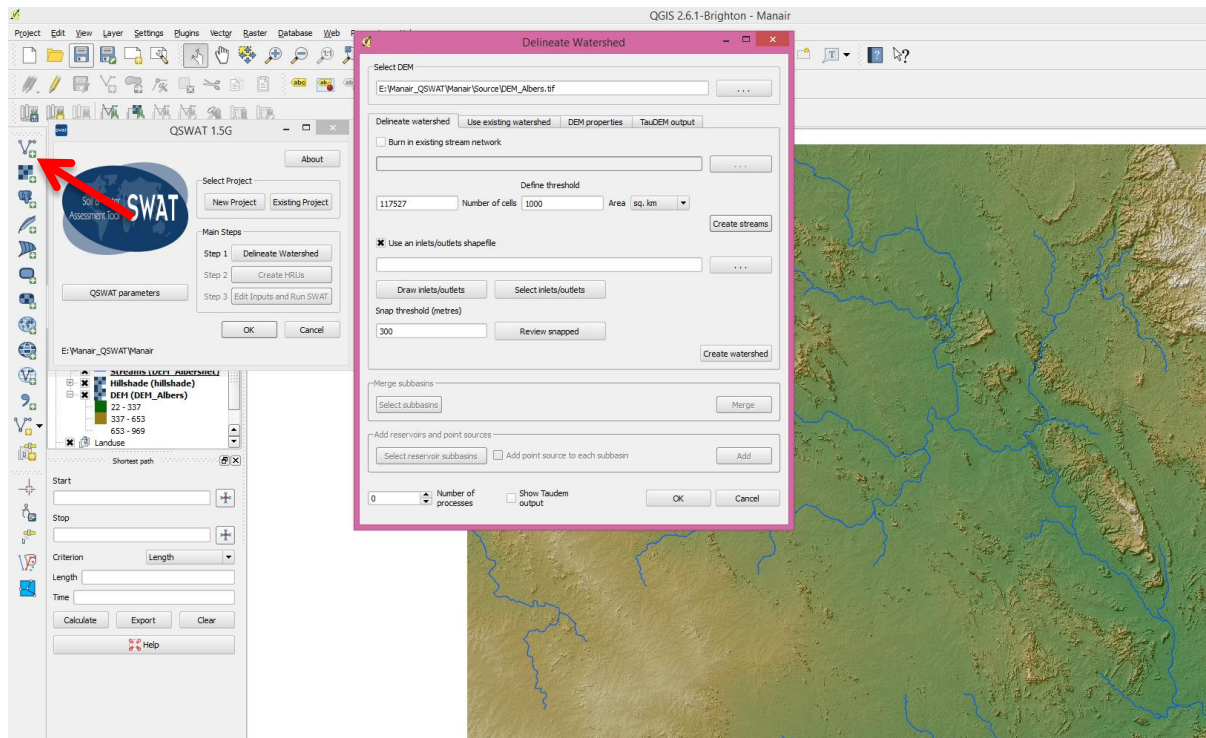 QGIS 2.6.1-Brighton - Manair
Project Edit View Layer Settings Plugins Vector Raster Database Web
abc
T
QSWAT 1.5G
SWAT
About
Soil & Water
Assessment Tool
SWAT
Select Project
New Project Existing Project
Main Steps
Step 1 Delineate Watershed
Step 2 Create HRUs
Step 3 Edit Inputs and Run SWAT
QSWAT parameters
OK Cancel
E:\Manair_QSWAT\Manair
Streams (DEM_Albersnet)
Hillshade (hillshade)
DEM (DEM_Albers)
22 - 337
337 - 653
653 - 969
Landuse
Shortest path
Start
Stop
Criterion Length
Length
Time
Calculate Export Clear
Help
Delineate Watershed
Select DEM
E:\Manair_QSWAT\Manair\Source\DEM_Albers.tif ...
Delineate watershed Use existing watershed DEM properties TauDEM output
Burn in existing stream network
...
Define threshold
117527 Number of cells 1000 Area sq. km
Create streams
Use an inlets/outlets shapefile
...
Draw inlets/outlets Select inlets/outlets
Snap threshold (metres)
300 Review snapped
Create watershed
Merge subbasins
Select subbasins Merge
Add reservoirs and point sources
Select reservoir subbasins Add point source to each subbasin Add
0 Number of processes Show Taudem output OK Cancel